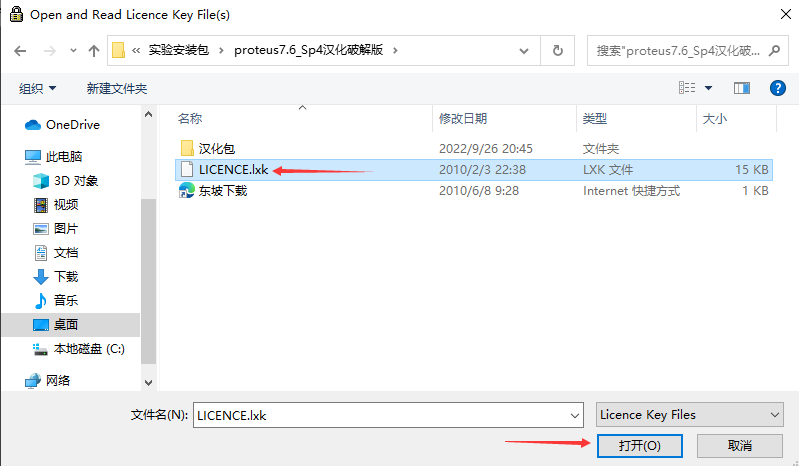 Open and Read Licence Key File(s)
« 实验安装包 › proteus7.6_Sp4汉化破解版 ›
搜索"proteus7.6_Sp4汉化破...
组织 新建文件夹
名称 修改日期 类型 大小
OneDrive
此电脑
3D 对象
视频
图片
文档
下载
音乐
桌面
本地磁盘 (C:)
网络
汉化包 2022/9/26 20:45 文件夹
LICENCE.lxk 2010/2/3 22:38 LXK 文件 15 KB
东坡下载 2010/6/8 9:28 Internet 快捷方式 1 KB
文件名(N): LICENCE.lxk Licence Key Files
打开(O) 取消